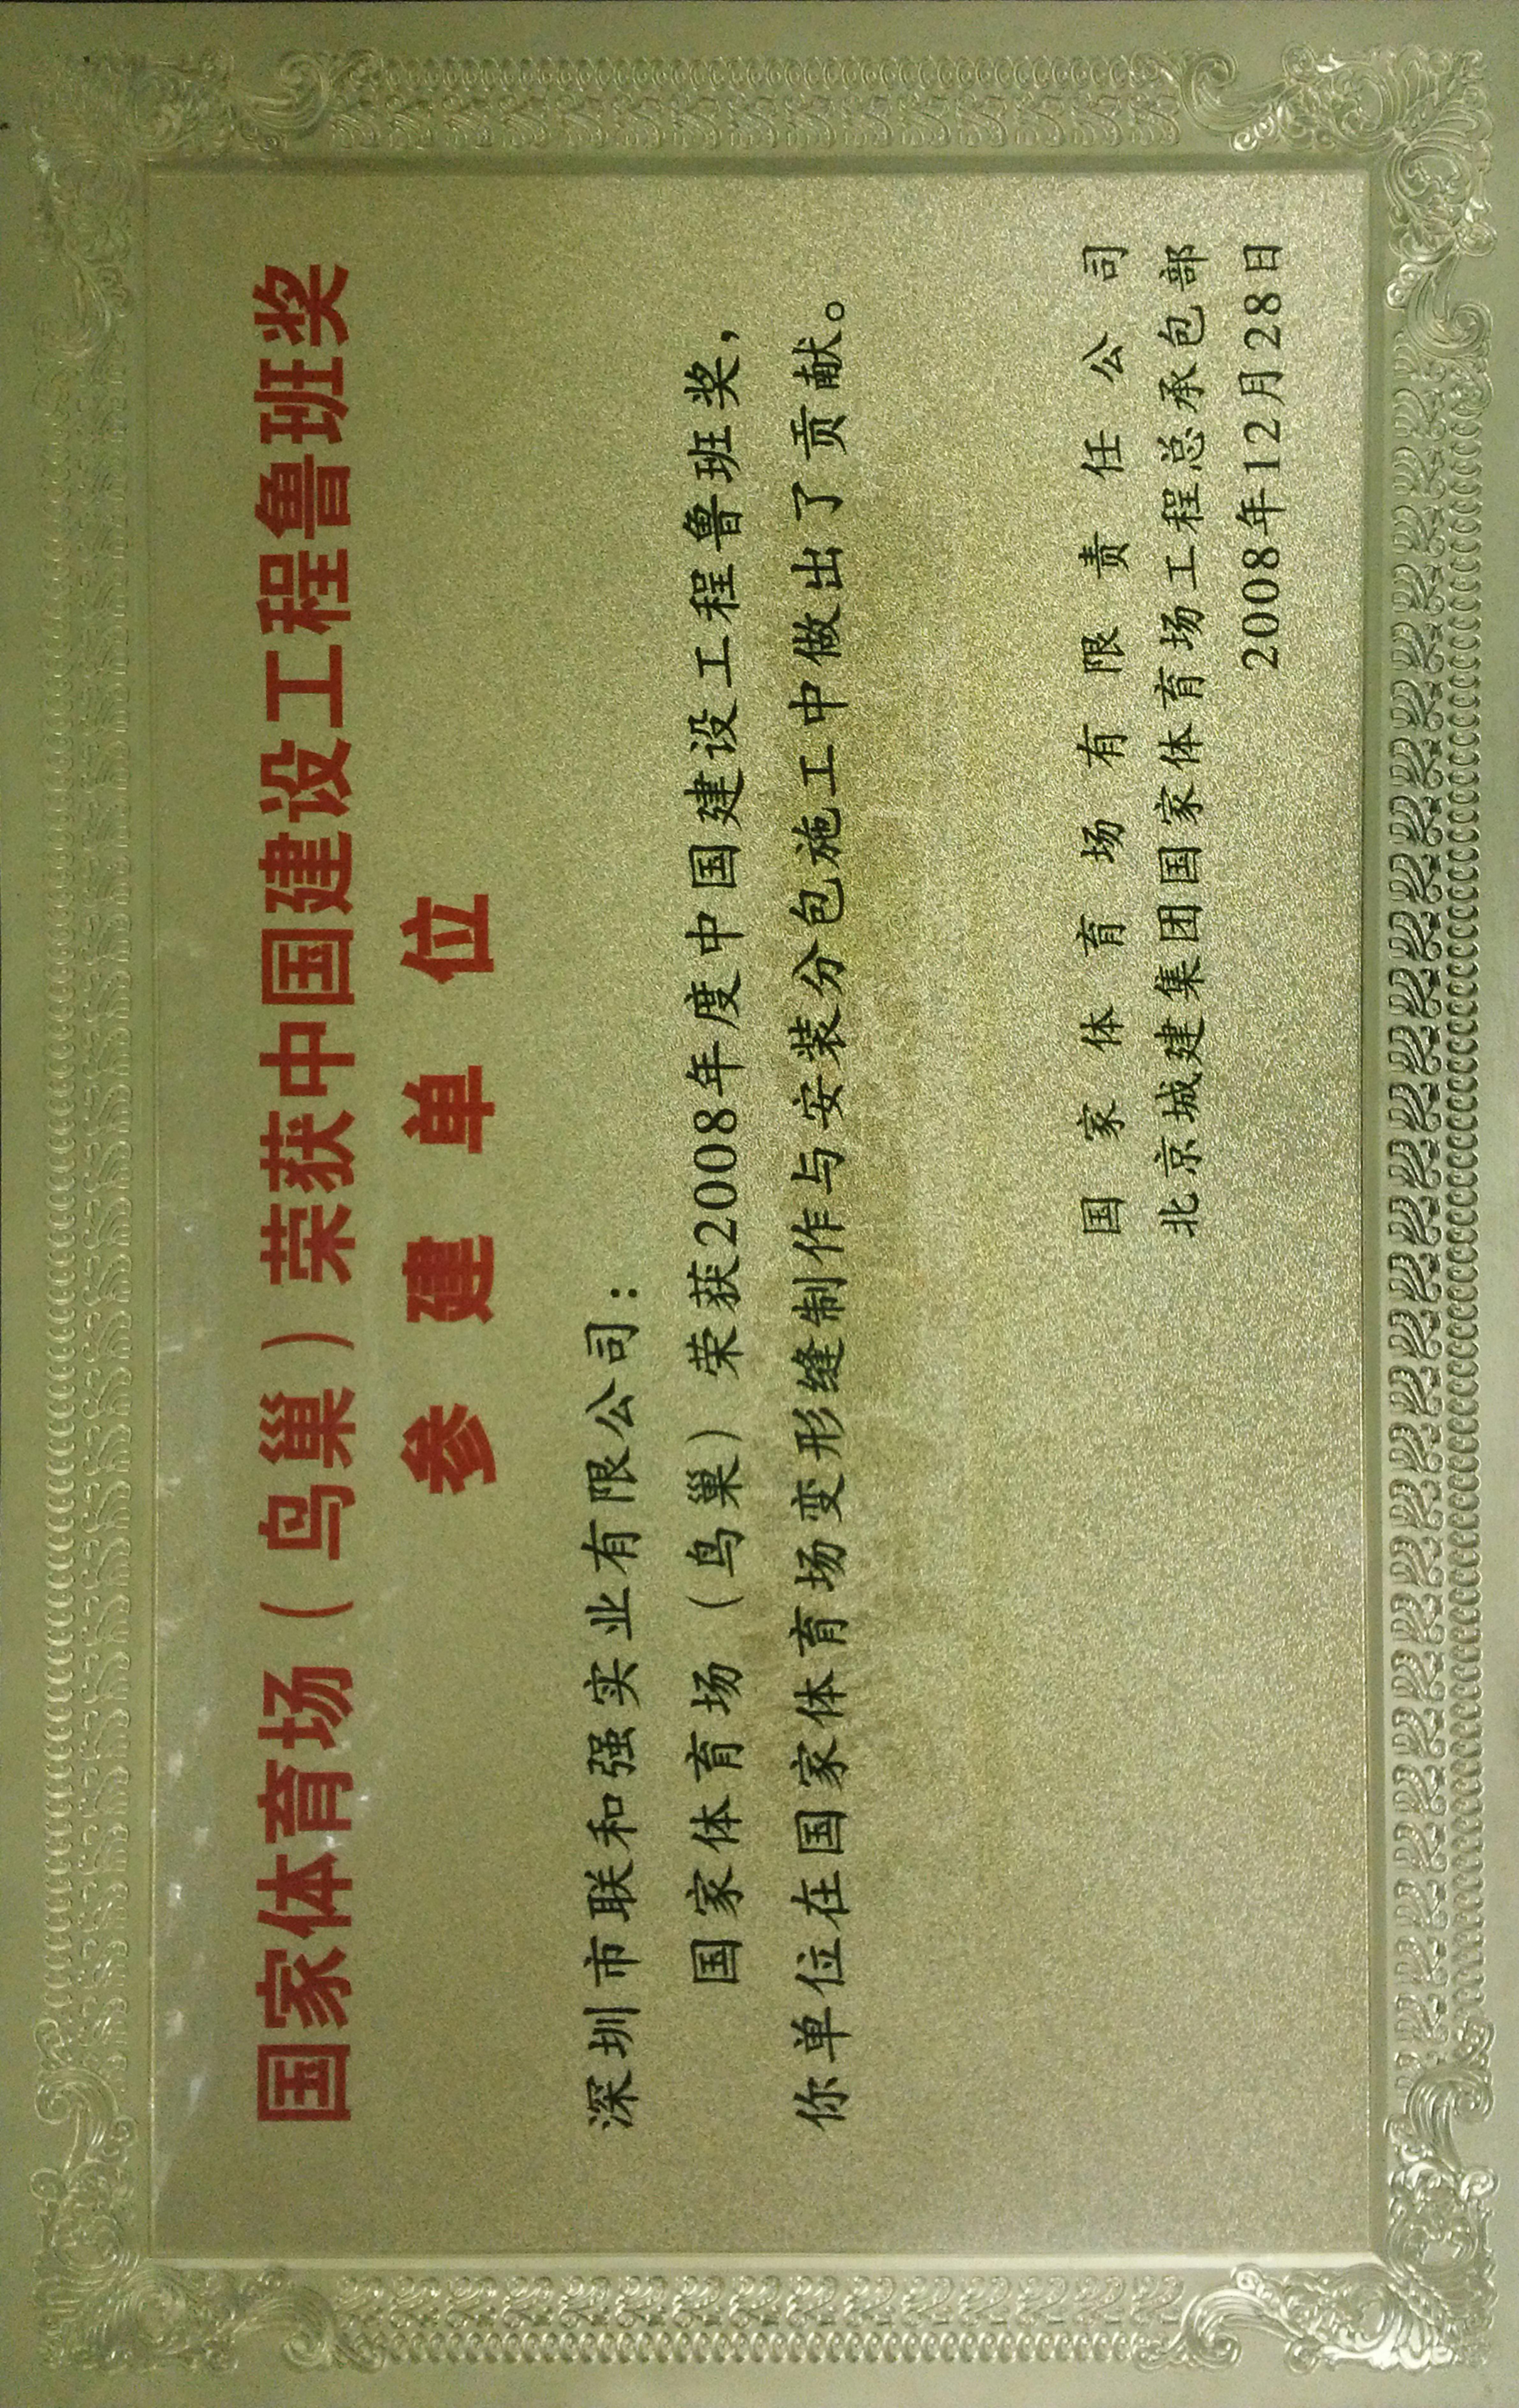 国家体育场（鸟巢）荣获中国建设工程鲁班奖
参建单位
深圳市联和强实业有限公司：
国家体育场（鸟巢）荣获2008年度中国建设工程鲁班奖，
你单位在国家体育场变形缝制作与安装分包施工中做出了贡献。
国家体育场有限责任公司
北京城建集团国家体育场工程总承包部
2008年12月28日